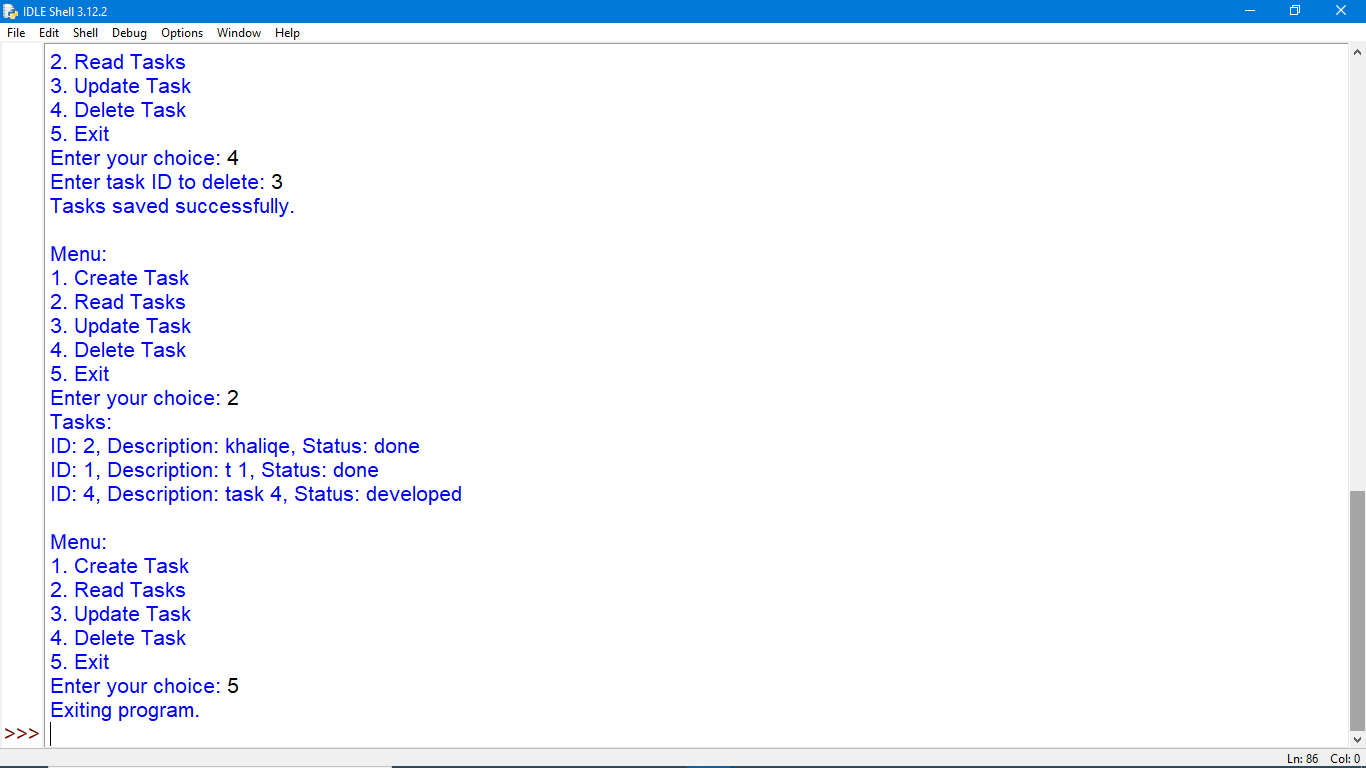 IDLE Shell 3.12.2
File Edit Shell Debug Options Window Help
2. Read Tasks
3. Update Task
4. Delete Task
5. Exit
Enter your choice: 4
Enter task ID to delete: 3
Tasks saved successfully.
Menu:
1. Create Task
2. Read Tasks
3. Update Task
4. Delete Task
5. Exit
Enter your choice: 2
Tasks:
ID: 2, Description: khaliqe, Status: done
ID: 1, Description: t 1, Status: done
ID: 4, Description: task 4, Status: developed
Menu:
1. Create Task
2. Read Tasks
3. Update Task
4. Delete Task
5. Exit
Enter your choice: 5
Exiting program.
>>>
Ln: 86 Col: 0